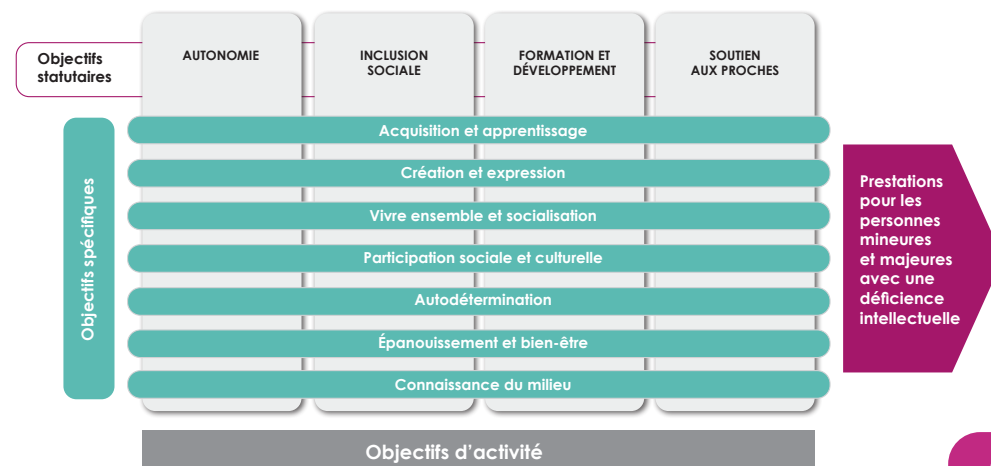 Objectifs
statutaires
AUTONOMIE
INCLUSION
SOCIALE
FORMATION ET
DÉVELOPPEMENT
SOUTIEN
AUX PROCHES
Objectifs spécifiques
Acquisition et apprentissage
Création et expression
Vivre ensemble et socialisation
Participation sociale et culturelle
Autodétermination
Épanouissement et bien-être
Connaissance du milieu
Prestations
pour les
personnes
mineures
et majeures
avec une
déficience
intellectuelle
Objectifs d’activité